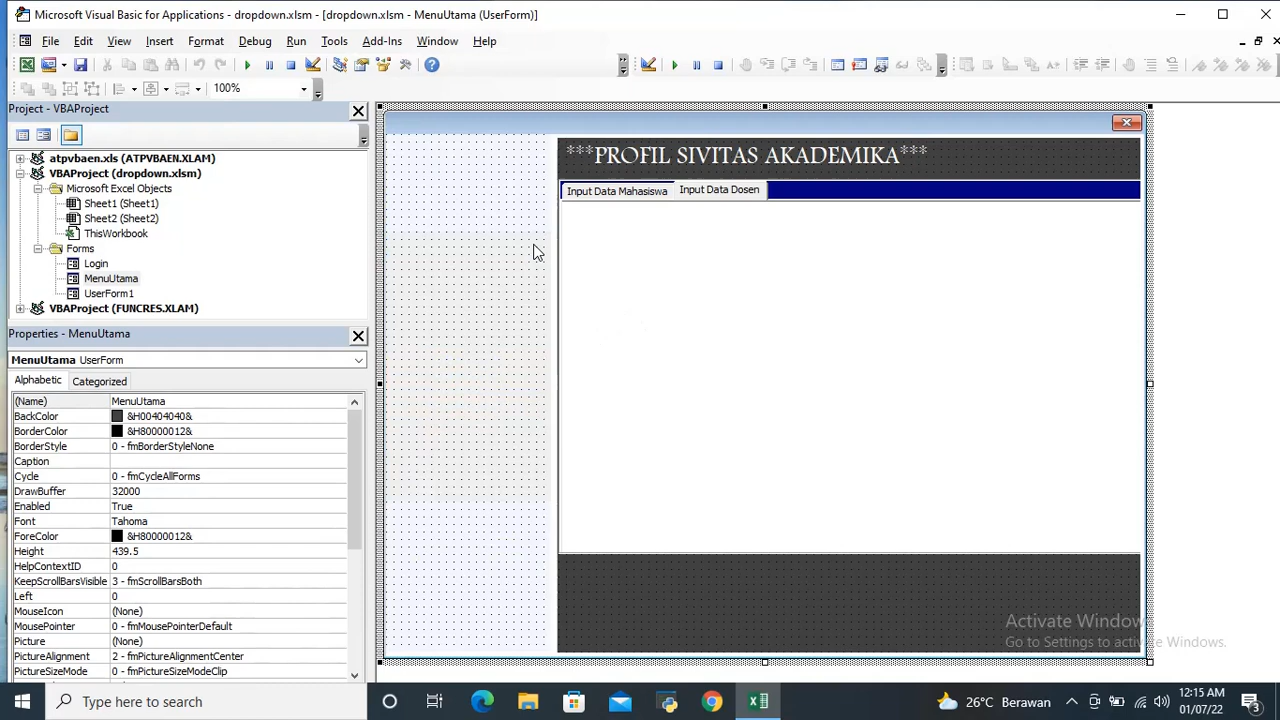 Microsoft Visual Basic for Applications - dropdown.xlsm - [dropdown.xlsm - MenuUtama (UserForm)]
File Edit View Insert Format Debug Run Tools Add-Ins Window Help
100%
Project - VBAProject
atpvbaen.xls (ATPVBAEN.XLAM)
VBAProject (dropdown.xlsm)
Microsoft Excel Objects
Sheet1 (Sheet1)
Sheet2 (Sheet2)
ThisWorkbook
Forms
Login
MenuUtama
UserForm1
VBAProject (FUNCRES.XLAM)
Properties - MenuUtama
MenuUtama UserForm
Alphabetic Categorized
(Name) MenuUtama
BackColor &H00404040&
BorderColor &H80000012&
BorderStyle 0 - fmBorderStyleNone
Caption
Cycle 0 - fmCycleAllForms
DrawBuffer 32000
Enabled True
Font Tahoma
ForeColor &H80000012&
Height 439.5
HelpContextID 0
KeepScrollBarsVisible 3 - fmScrollBarsBoth
Left 0
MouseIcon (None)
MousePointer 0 - fmMousePointerDefault
Picture (None)
PictureAlignment 2 - fmPictureAlignmentCenter
PictureSizeMode 0 - fmPictureSizeModeClip
***PROFIL SIVITAS AKADEMIKA***
Input Data Mahasiswa Input Data Dosen
Activate Windows
Go to Settings to activate Windows.
Type here to search
26°C Berawan
12:15 AM
01/07/22
3